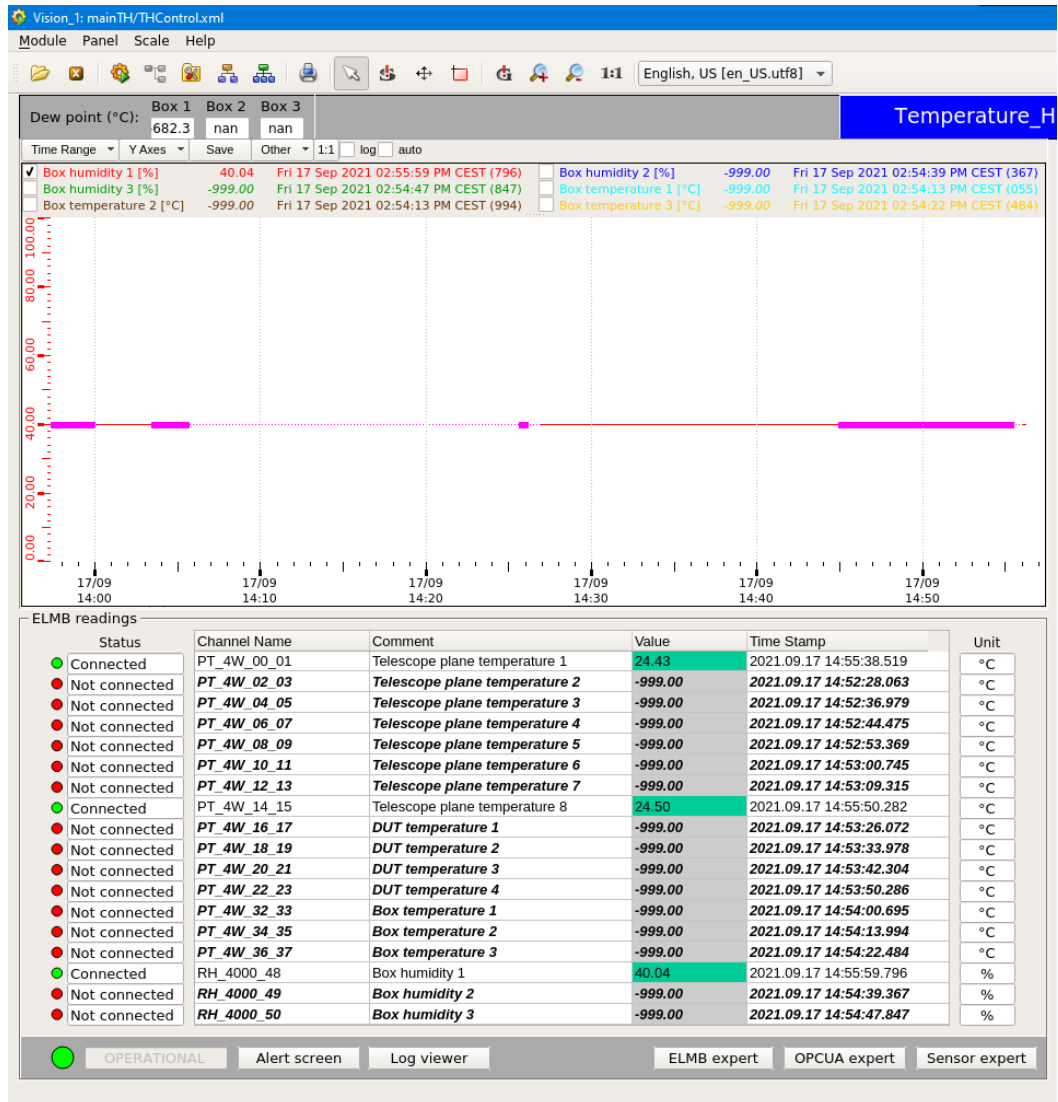 Vision_1: mainTH/THControl.xml
Module Panel Scale Help
1:1 English, US [en_US.utf8]
Dew point (°C): Box 1 Box 2 Box 3
-682.3 nan nan
Temperature_H
Time Range Y Axes Save Other 1:1 log auto
Box humidity 1 [%] 40.04 Fri 17 Sep 2021 02:55:59 PM CEST (796) Box humidity 2 [%] -999.00 Fri 17 Sep 2021 02:54:39 PM CEST (367)
Box humidity 3 [%] -999.00 Fri 17 Sep 2021 02:54:47 PM CEST (847) Box temperature 1 [°C] -999.00 Fri 17 Sep 2021 02:54:13 PM CEST (055)
Box temperature 2 [°C] -999.00 Fri 17 Sep 2021 02:54:13 PM CEST (994) Box temperature 3 [°C] -999.00 Fri 17 Sep 2021 02:54:22 PM CEST (484)
100.00
80.00
60.00
40.00
20.00
0.00
17/09 17/09 17/09 17/09 17/09 17/09
14:00 14:10 14:20 14:30 14:40 14:50
ELMB readings
Status Channel Name Comment Value Time Stamp Unit
Connected PT_4W_00_01 Telescope plane temperature 1 24.43 2021.09.17 14:55:38.519 °C
Not connected PT_4W_02_03 Telescope plane temperature 2 -999.00 2021.09.17 14:52:28.063 °C
Not connected PT_4W_04_05 Telescope plane temperature 3 -999.00 2021.09.17 14:52:36.979 °C
Not connected PT_4W_06_07 Telescope plane temperature 4 -999.00 2021.09.17 14:52:44.475 °C
Not connected PT_4W_08_09 Telescope plane temperature 5 -999.00 2021.09.17 14:52:53.369 °C
Not connected PT_4W_10_11 Telescope plane temperature 6 -999.00 2021.09.17 14:53:00.745 °C
Not connected PT_4W_12_13 Telescope plane temperature 7 -999.00 2021.09.17 14:53:09.315 °C
Connected PT_4W_14_15 Telescope plane temperature 8 24.50 2021.09.17 14:55:50.282 °C
Not connected PT_4W_16_17 DUT temperature 1 -999.00 2021.09.17 14:53:26.072 °C
Not connected PT_4W_18_19 DUT temperature 2 -999.00 2021.09.17 14:53:33.978 °C
Not connected PT_4W_20_21 DUT temperature 3 -999.00 2021.09.17 14:53:42.304 °C
Not connected PT_4W_22_23 DUT temperature 4 -999.00 2021.09.17 14:53:50.286 °C
Not connected PT_4W_32_33 Box temperature 1 -999.00 2021.09.17 14:54:00.695 °C
Not connected PT_4W_34_35 Box temperature 2 -999.00 2021.09.17 14:54:13.994 °C
Not connected PT_4W_36_37 Box temperature 3 -999.00 2021.09.17 14:54:22.484 °C
Connected RH_4000_48 Box humidity 1 40.04 2021.09.17 14:55:59.796 %
Not connected RH_4000_49 Box humidity 2 -999.00 2021.09.17 14:54:39.367 %
Not connected RH_4000_50 Box humidity 3 -999.00 2021.09.17 14:54:47.847 %
OPERATIONAL Alert screen Log viewer ELMB expert OPCUA expert Sensor expert